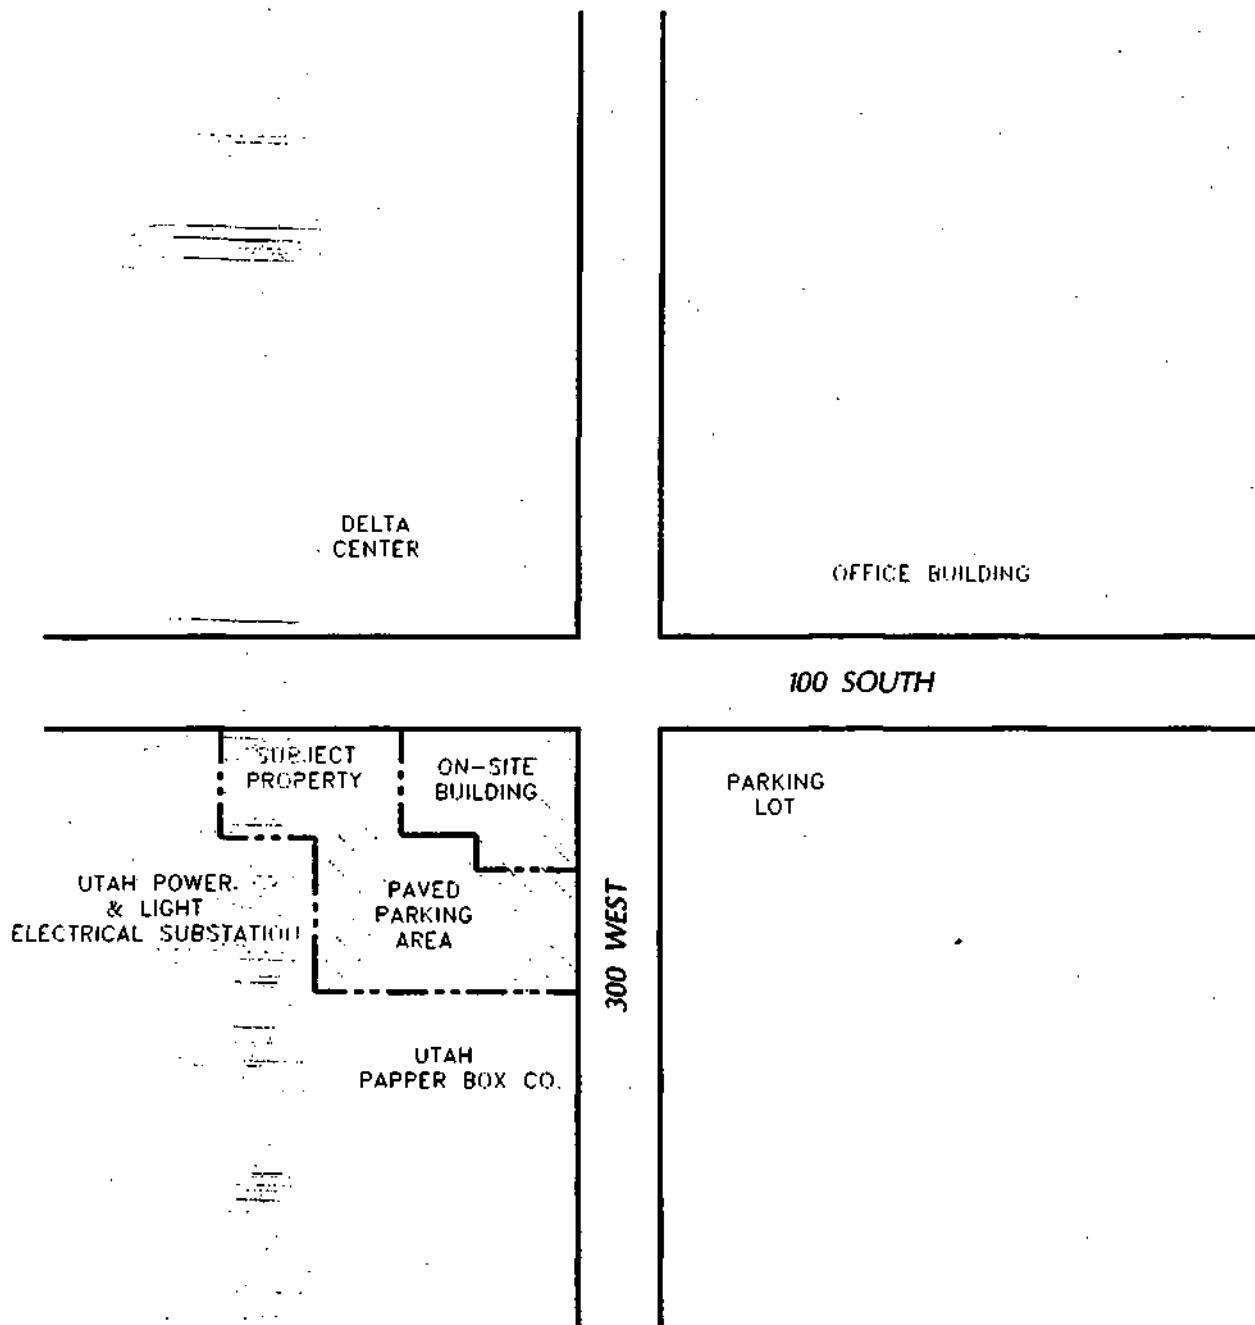 DELTA
CENTER
OFFICE BUILDING
100 SOUTH
SUBJECT
PROPERTY
ON-SITE
BUILDING
PARKING
LOT
UTAH POWER
& LIGHT
ELECTRICAL SUBSTATION
PAVED
PARKING
AREA
300 WEST
UTAH
PAPPER BOX CO.